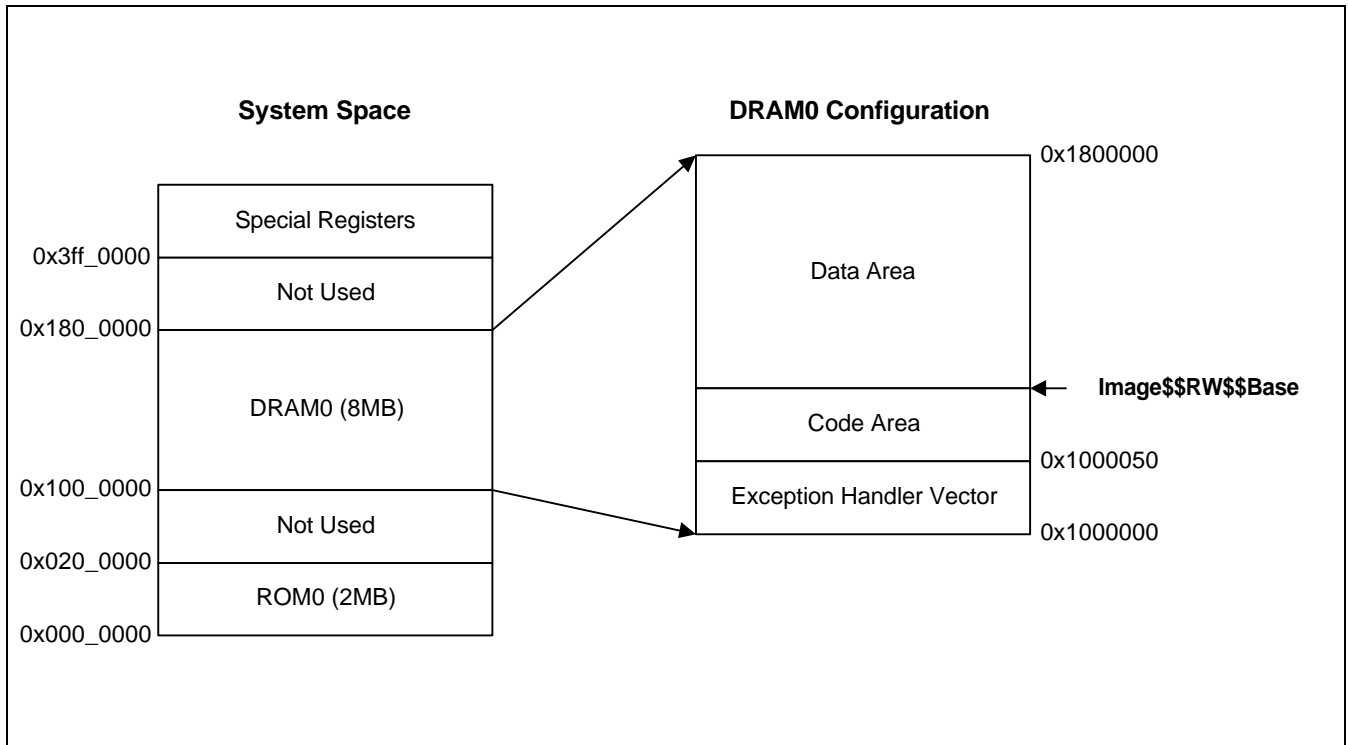 System Space
Special Registers
0x3ff_0000
Not Used
0x180_0000
DRAM0 (8MB)
0x100_0000
Not Used
0x020_0000
ROM0 (2MB)
0x000_0000
DRAM0 Configuration
0x1800000
Data Area
Image$$RW$$Base
Code Area
0x1000050
Exception Handler Vector
0x1000000